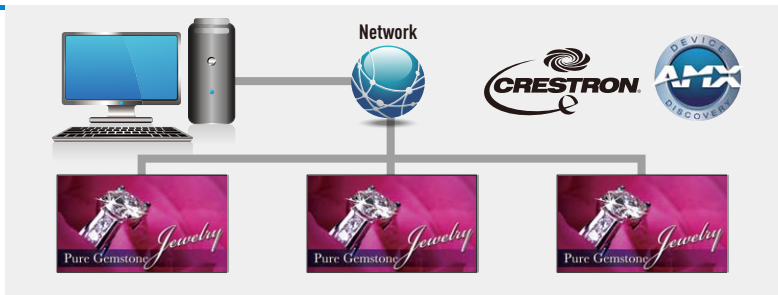 Network
CRESTRON
e
DEVICE
AMX
DISCOVERY
Pure Gemstone Jewelry
Pure Gemstone Jewelry
Pure Gemstone Jewelry